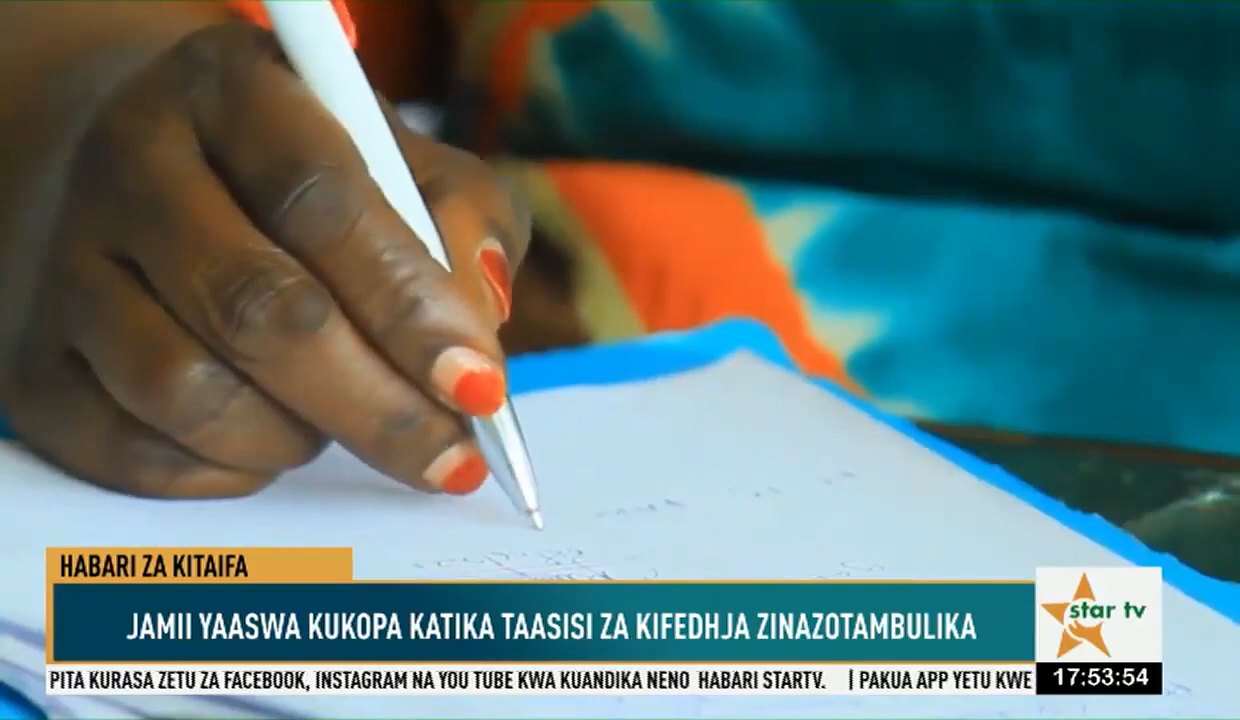 HABARI ZA KITAIFA
JAMII YAASWA KUKOPA KATIKA TAASISI ZA KIFEDHJA ZINAZOTAMBULIKA
star tv
PITA KURASA ZETU ZA FACEBOOK, INSTAGRAM NA YOU TUBE KWA KUANDIKA NENO HABARI STARTV. | PAKUA APP YETU KWE
17:53:54